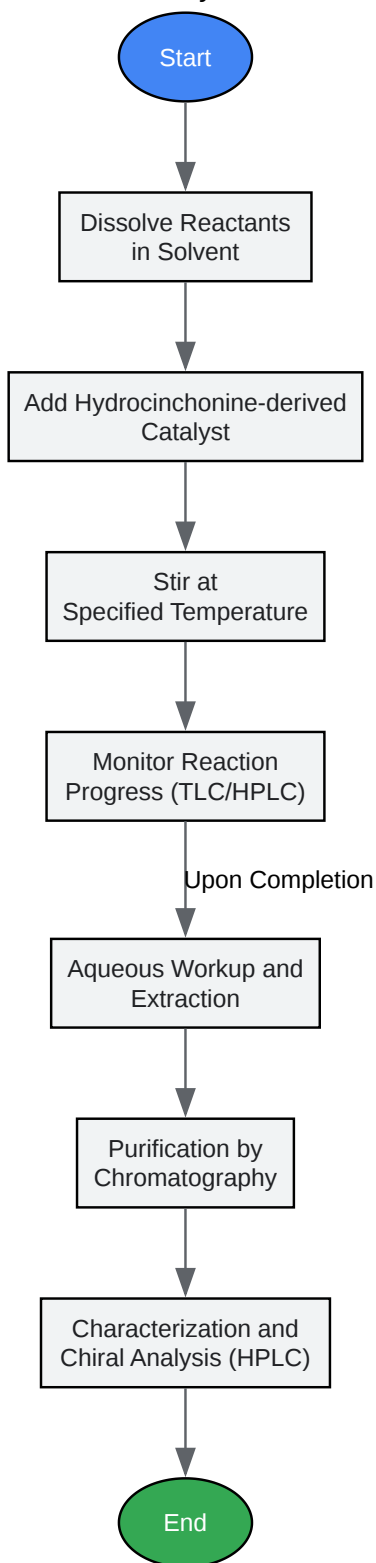 Start
Dissolve Reactants
in Solvent
Add Hydrocinchonine-derived
Catalyst
Stir at
Specified Temperature
Monitor Reaction
Progress (TLC/HPLC)
Upon Completion
Aqueous Workup and
Extraction
Purification by
Chromatography
Characterization and
Chiral Analysis (HPLC)
End